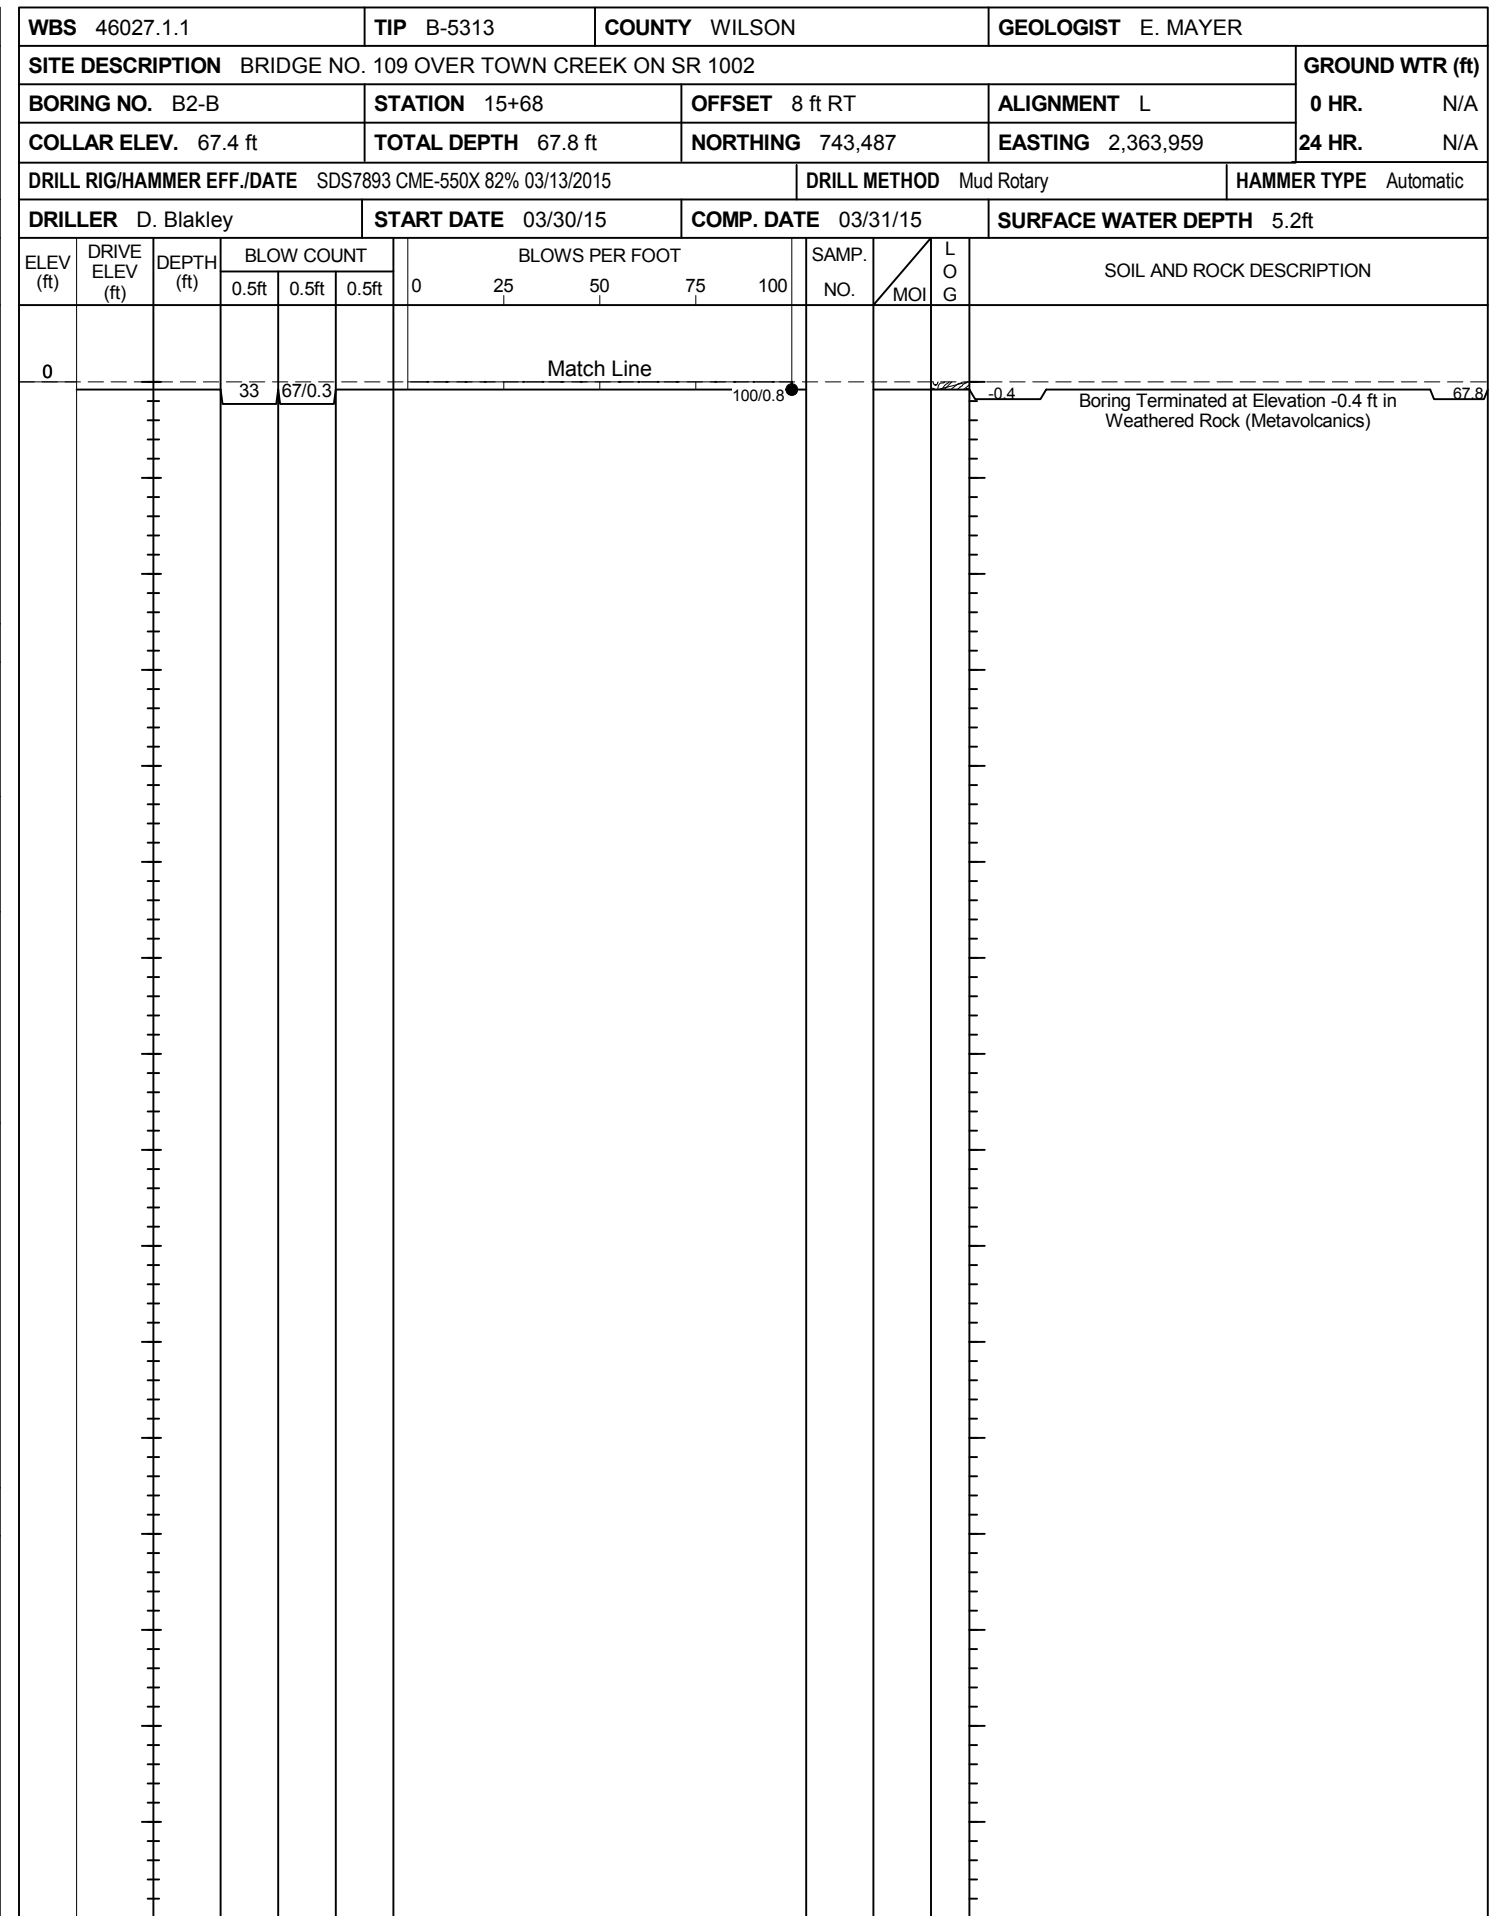 WBS 46027.1.1 TIP B-5313 COUNTY WILSON GEOLOGIST E. MAYER
SITE DESCRIPTION BRIDGE NO. 109 OVER TOWN CREEK ON SR 1002 GROUND WTR (ft)
BORING NO. B2-B STATION 15+68 OFFSET 8 ft RT ALIGNMENT L 0 HR. N/A
COLLAR ELEV. 67.4 ft TOTAL DEPTH 67.8 ft NORTHING 743,487 EASTING 2,363,959 24 HR. N/A
DRILL RIG/HAMMER EFF./DATE SDS7893 CME-550X 82% 03/13/2015 DRILL METHOD Mud Rotary HAMMER TYPE Automatic
DRILLER D. Blakley START DATE 03/30/15 COMP. DATE 03/31/15 SURFACE WATER DEPTH 5.2ft
ELEV (ft) DRIVE ELEV (ft) DEPTH (ft) BLOW COUNT BLOWS PER FOOT SAMP. NO. MOI LOG SOIL AND ROCK DESCRIPTION
0.5ft 0.5ft 0.5ft 0 25 50 75 100
0 Match Line
33 67/0.3 100/0.8 -0.4 Boring Terminated at Elevation -0.4 ft in 67.8
Weathered Rock (Metavolcanics)